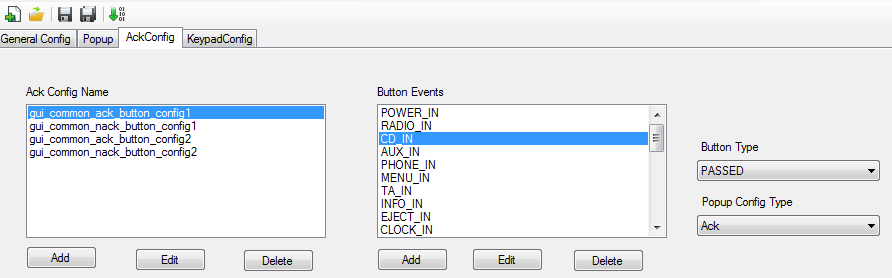 General Config Popup AckConfig KeypadConfig
Ack Config Name
gui_common_ack_button_config1
gui_common_nack_button_config1
gui_common_ack_button_config2
gui_common_nack_button_config2
Add Edit Delete
Button Events
POWER_IN
RADIO_IN
CD_IN
AUX_IN
PHONE_IN
MENU_IN
TA_IN
INFO_IN
EJECT_IN
CLOCK_IN
Add Edit Delete
Button Type
PASSED
Popup Config Type
Ack